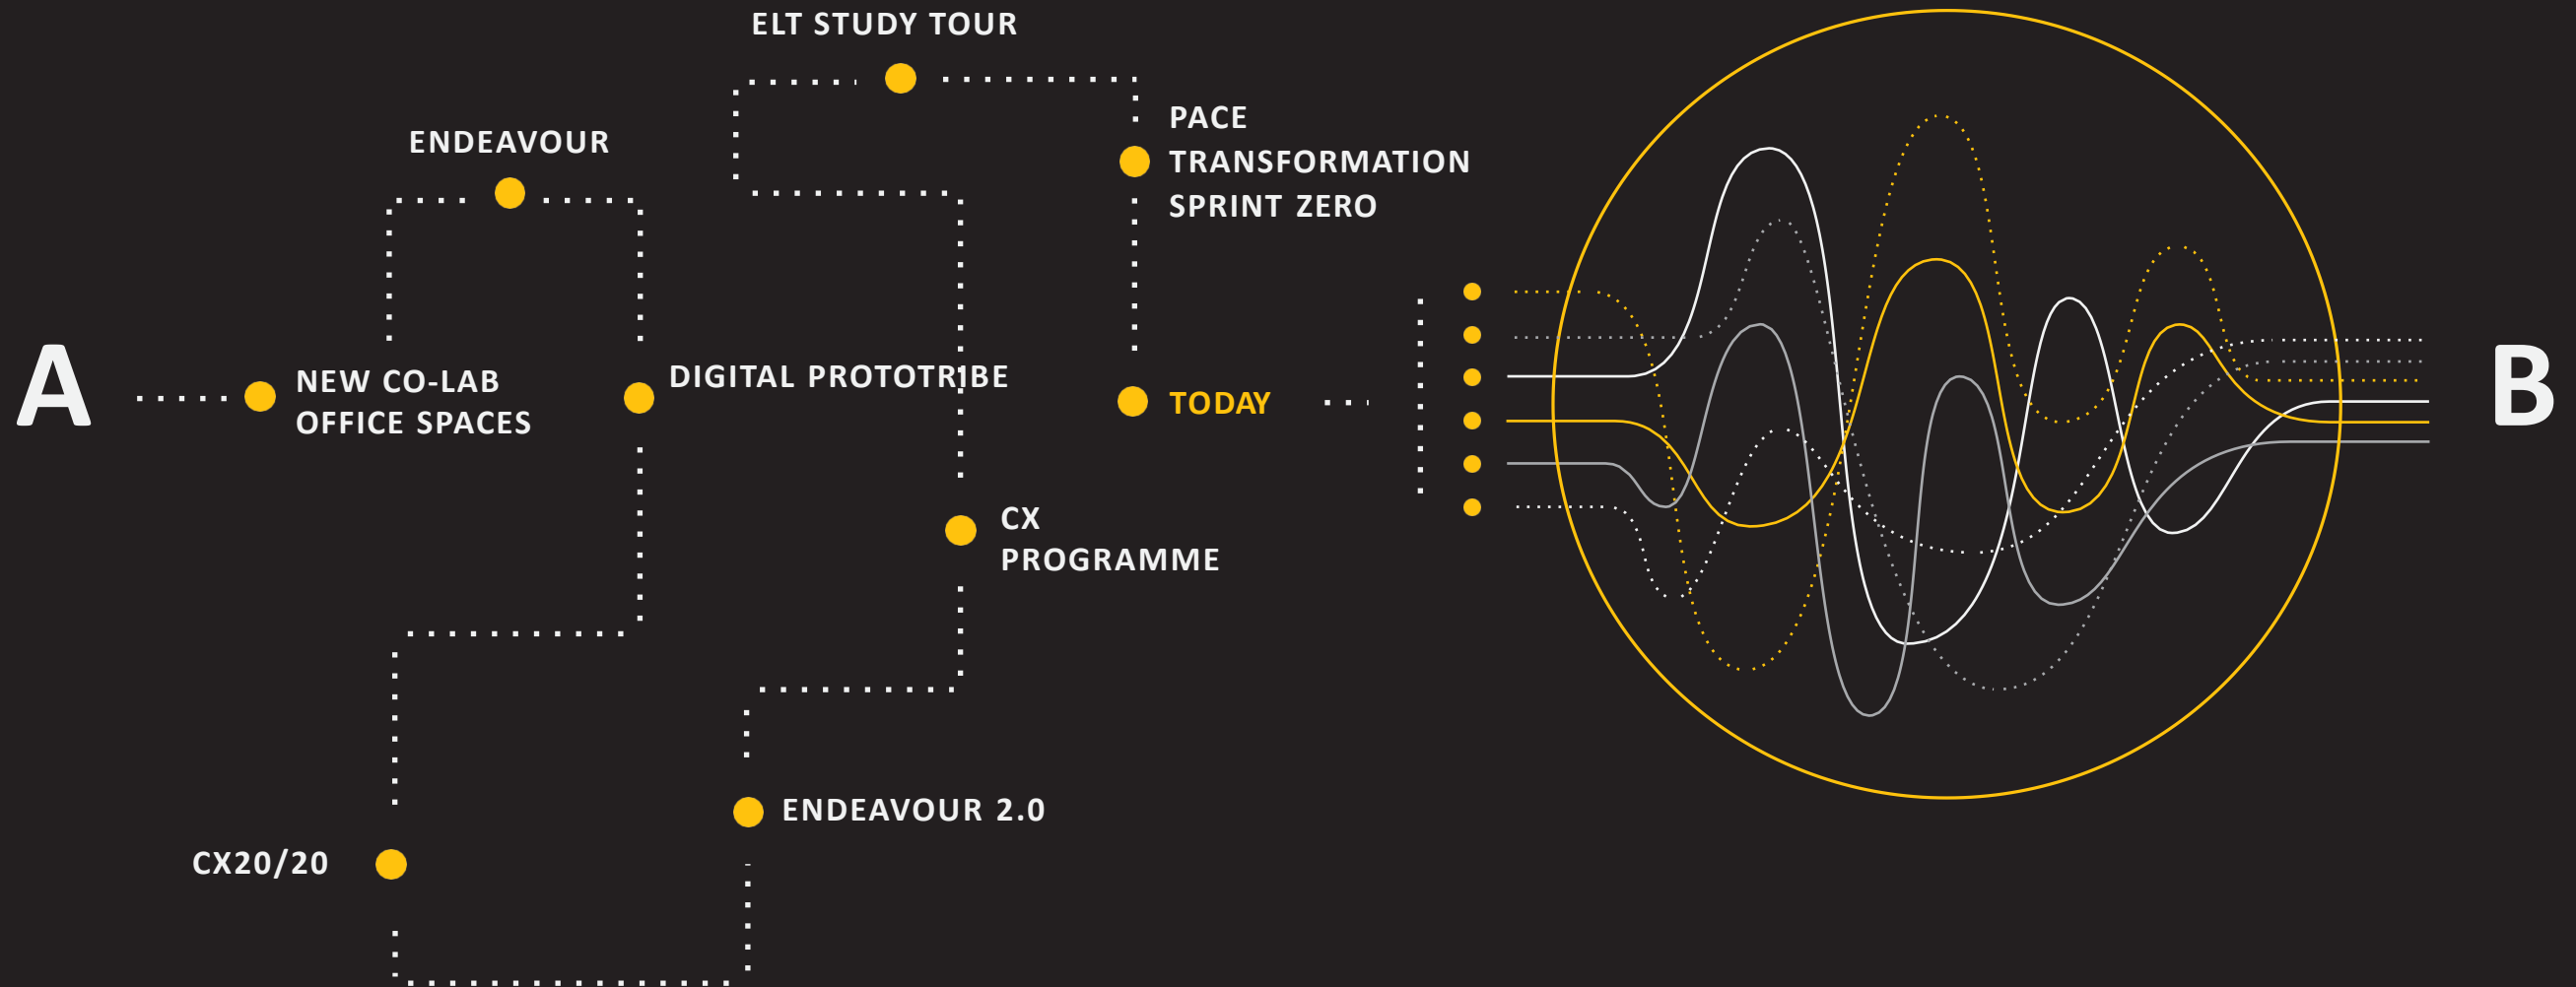 A
NEW CO-LAB
OFFICE SPACES
ENDEAVOUR
DIGITAL PROTOTRIBE
CX20/20
ENDEAVOUR 2.0
CX
PROGRAMME
ELT STUDY TOUR
PACE
TRANSFORMATION
SPRINT ZERO
TODAY
B